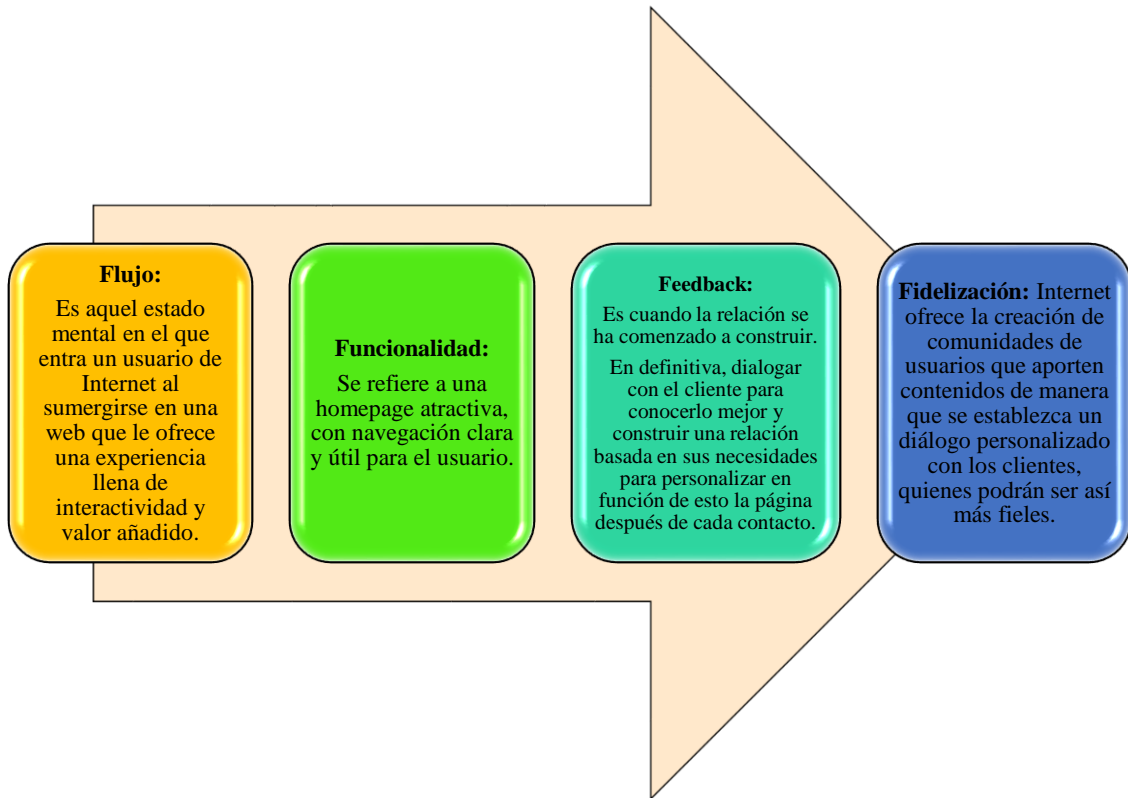 Flujo:
Es aquel estado
mental en el que
entra un usuario de
Internet al
sumergirse en una
web que le ofrece
una experiencia
llena de
interactividad y
valor añadido.
Funcionalidad:
Se refiere a una
homepage atractiva,
con navegación clara
y útil para el usuario.
Feedback:
Es cuando la relación se
ha comenzado a construir.
En definitiva, dialogar
con el cliente para
conocerlo mejor y
construir una relación
basada en sus necesidades
para personalizar en
función de esto la página
después de cada contacto.
Fidelización: Internet
ofrece la creación de
comunidades de
usuarios que aporten
contenidos de manera
que se establezca un
diálogo personalizado
con los clientes,
quienes podrán ser así
más fieles.